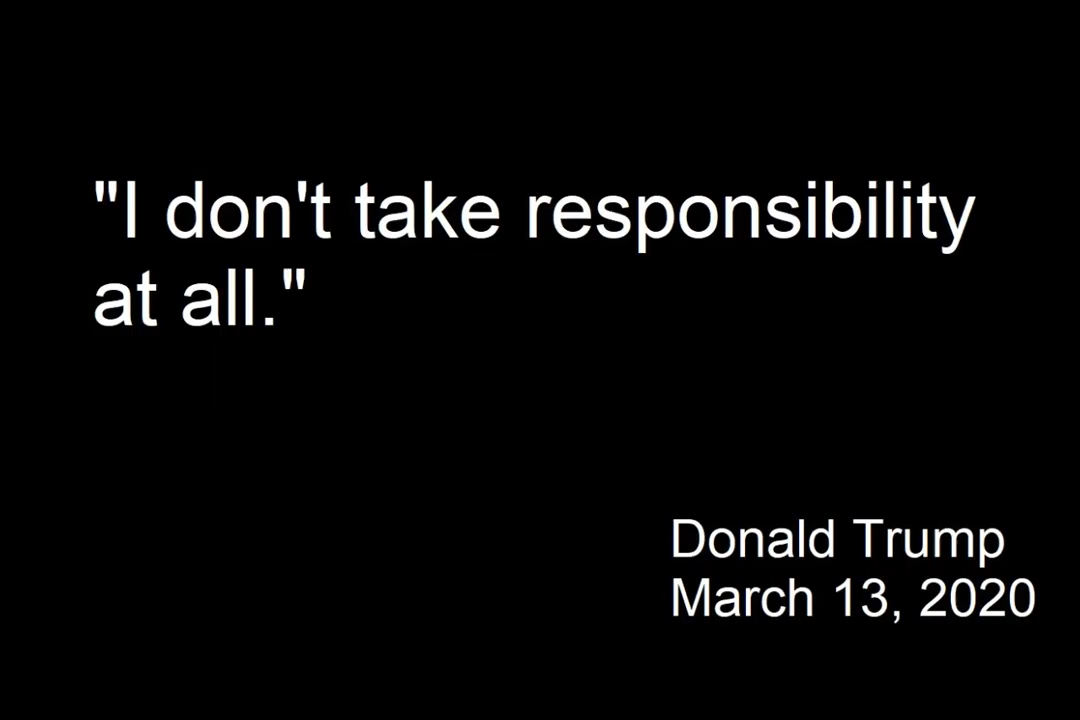 "I don't take responsibility
at all."
Donald Trump
March 13, 2020